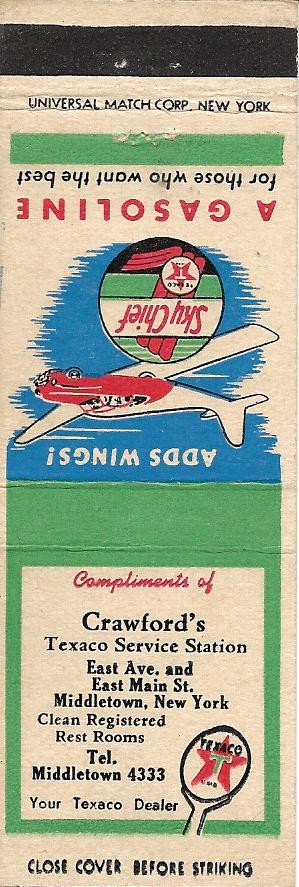 UNIVERSAL MATCH CORP. NEW YORK
ADDS WINGS!
Sky Chief
TEXACO
A GASOLINE
for those who want the best
Compliments of
Crawford's
Texaco Service Station
East Ave. and
East Main St.
Middletown, New York
Clean Registered
Rest Rooms
Tel.
Middletown 4333
Your Texaco Dealer
TEXACO
T
CLOSE COVER BEFORE STRIKING